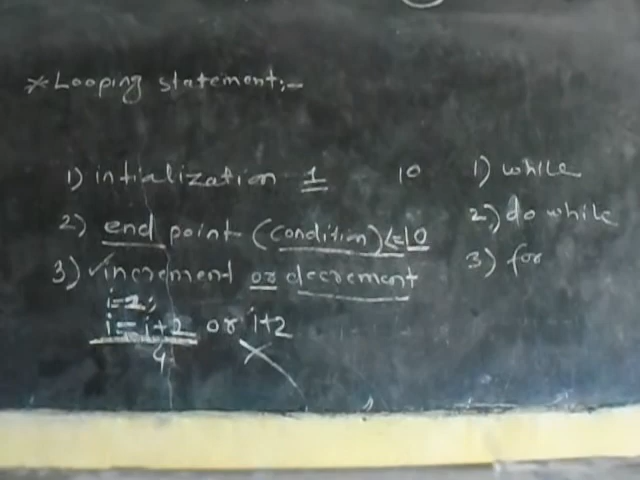 *Looping statement:-
1) intialization 1 10 1) while
2) end point (condition)<=10 2) do while
3) ✓increment or decrement 3) for
i=2;
i=i+2 or i+2
4